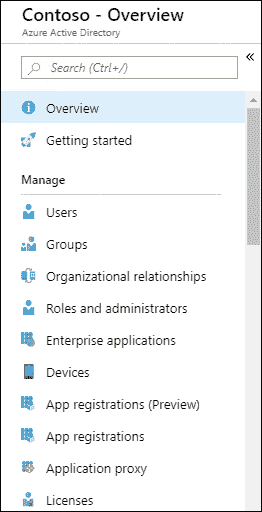 Contoso - Overview
Azure Active Directory
Search (Ctrl+/)
«
Overview
Getting started
Manage
Users
Groups
Organizational relationships
Roles and administrators
Enterprise applications
Devices
App registrations (Preview)
App registrations
Application proxy
Licenses